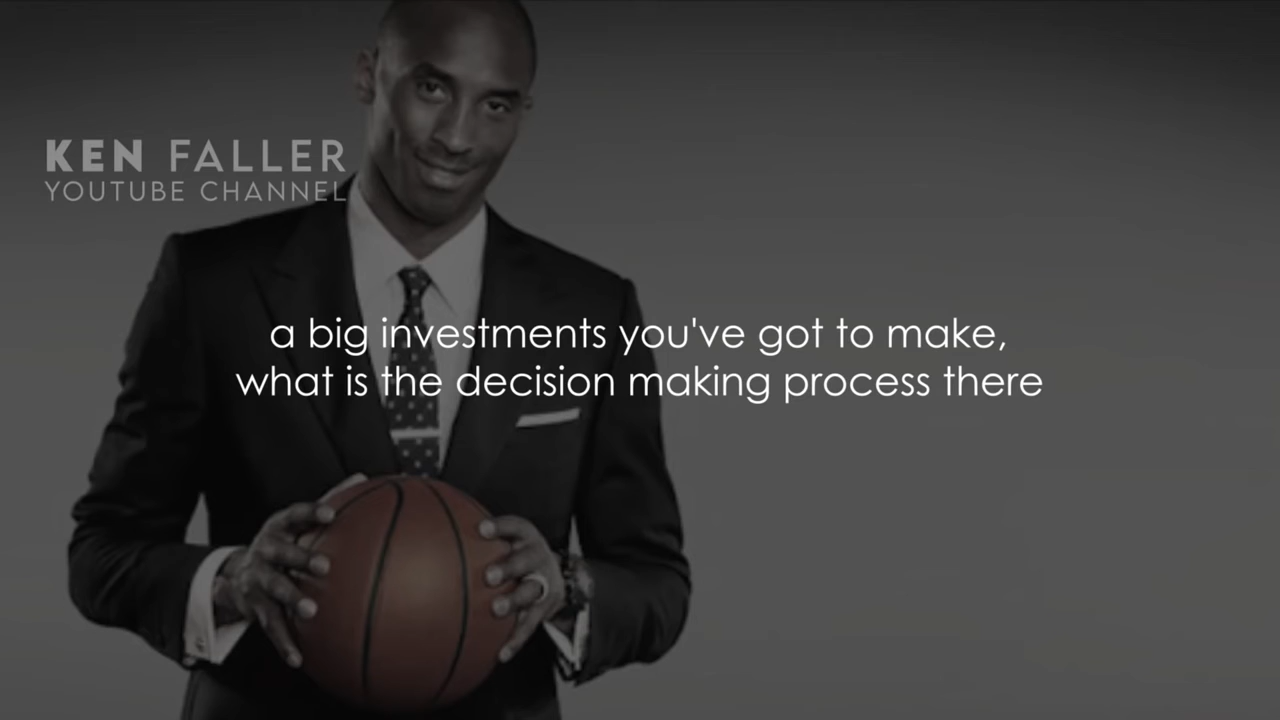 KEN FALLER
YOUTUBE CHANNEL
a big investments you've got to make,
what is the decision making process there